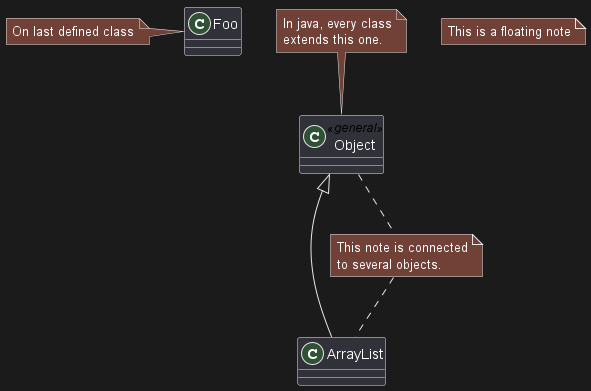 On last defined class
C Foo
In java, every class
extends this one.
This is a floating note
«general»
C Object
This note is connected
to several objects.
C ArrayList